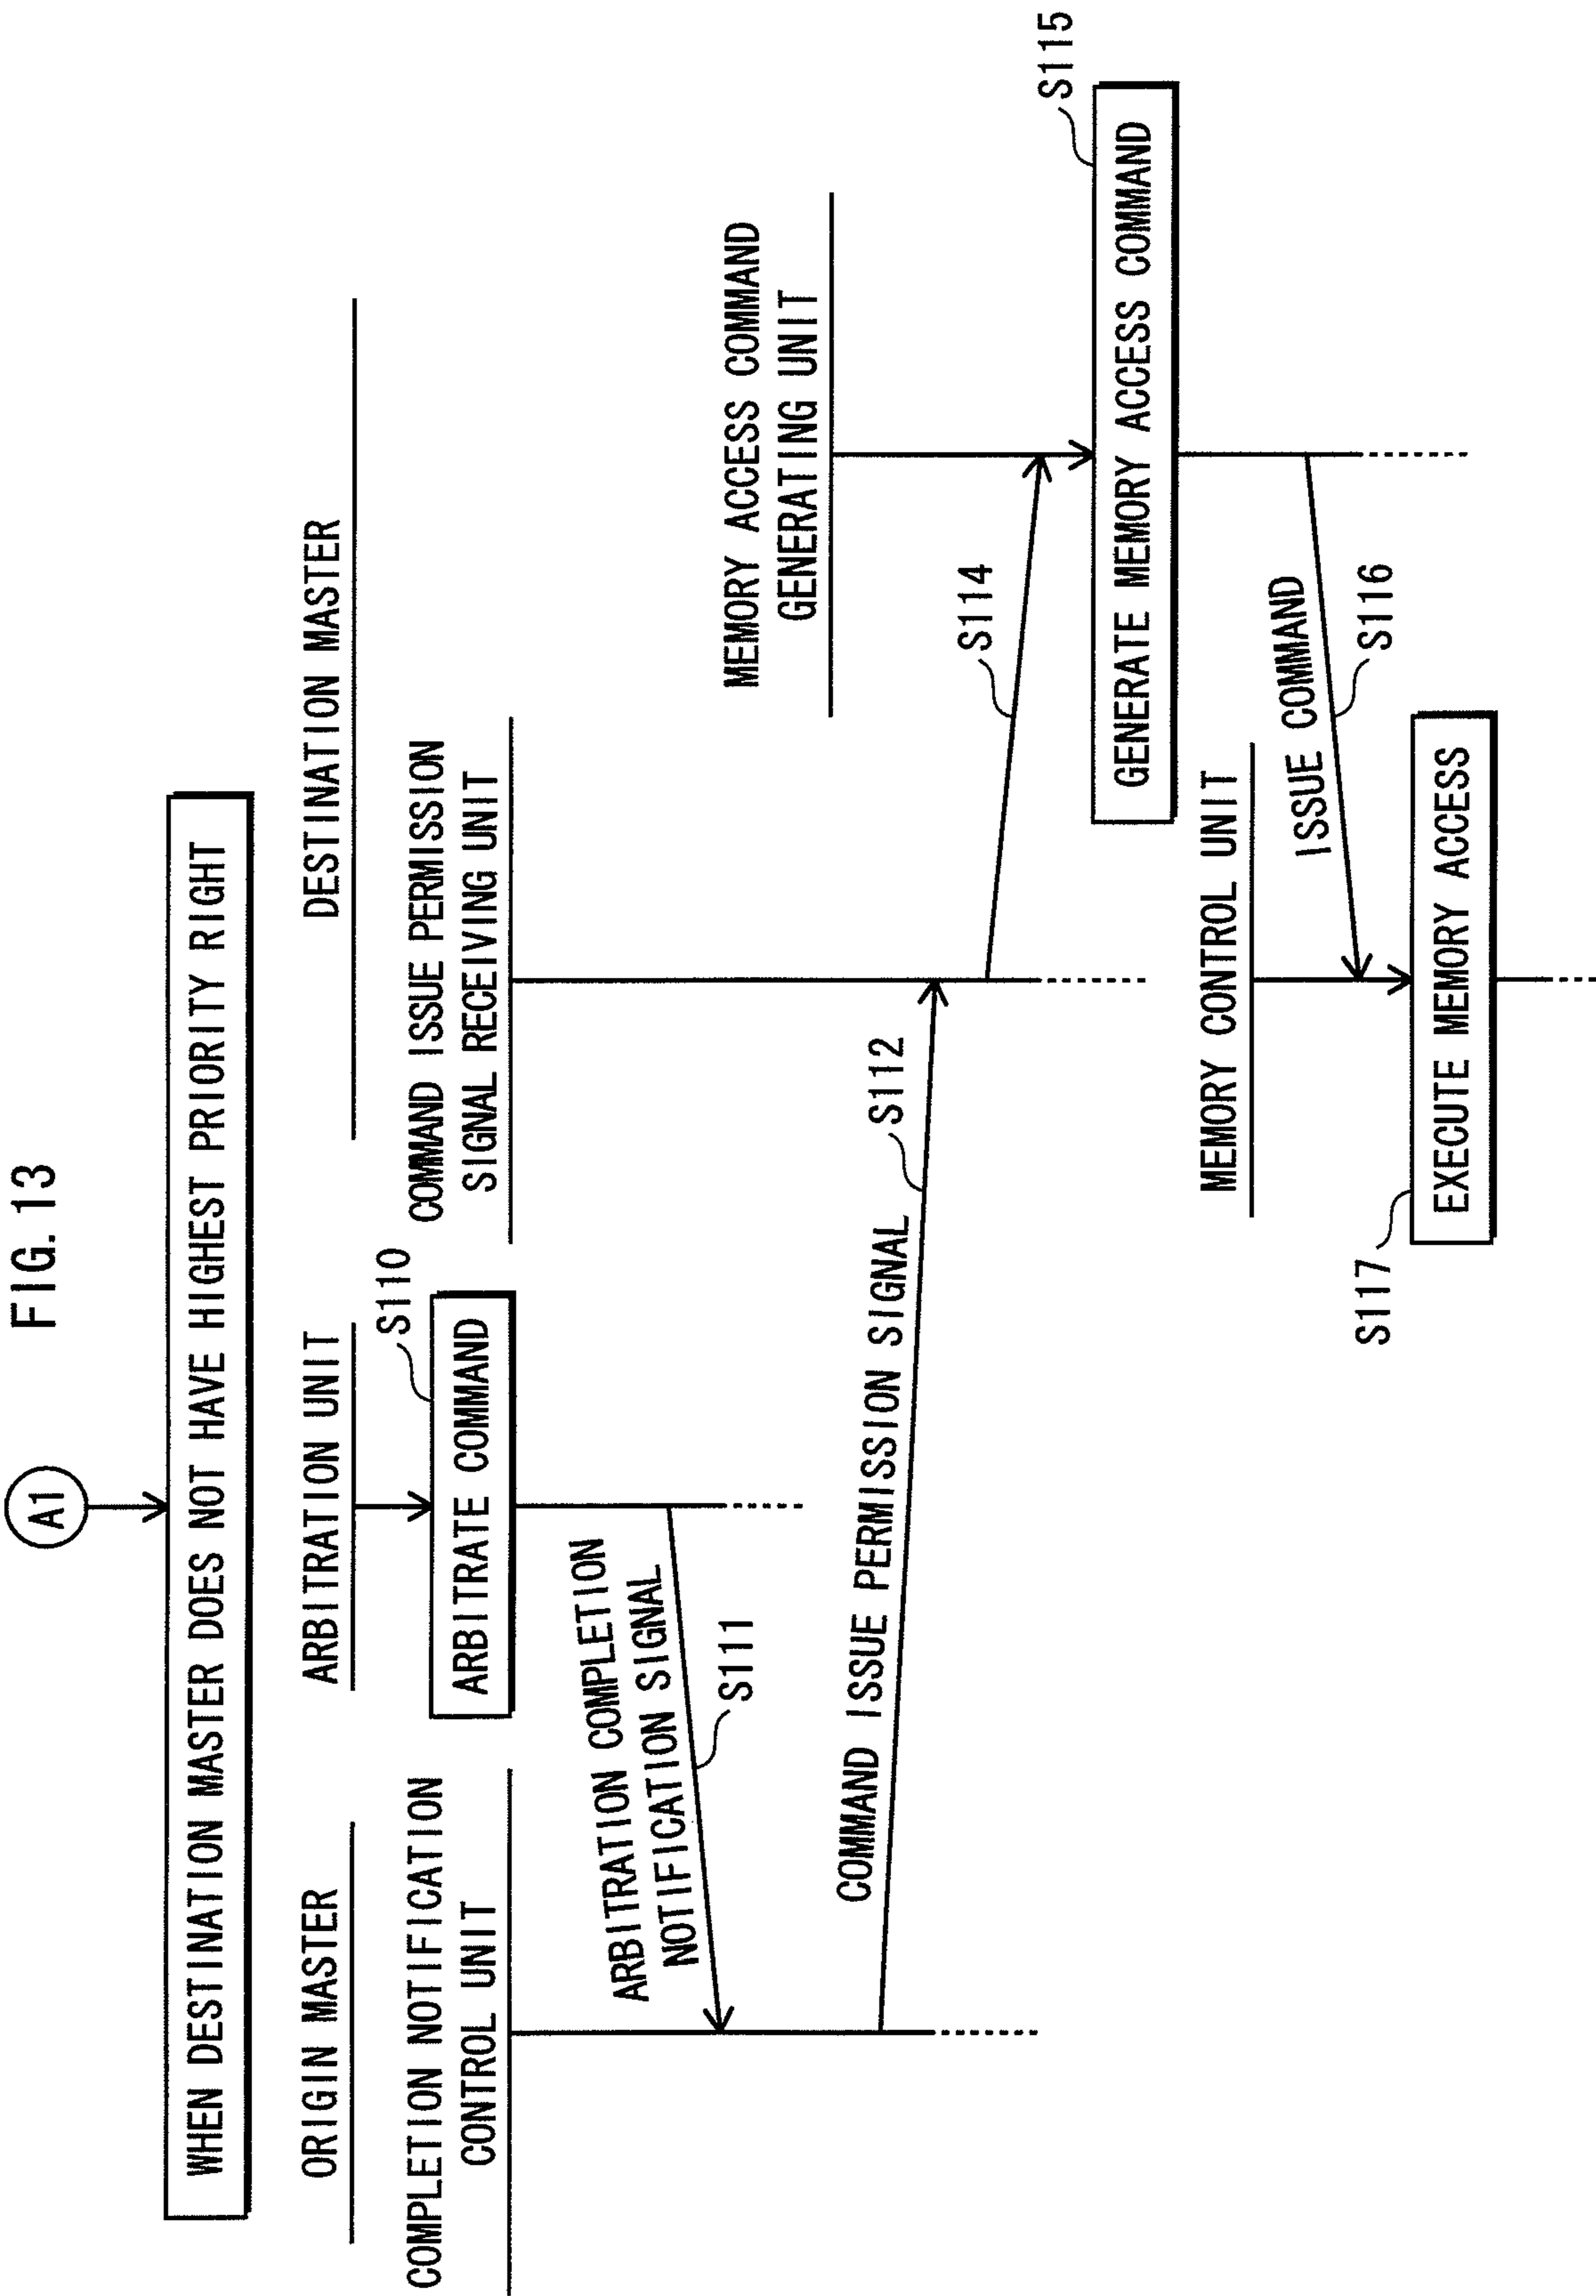 FIG. 13
A1
WHEN DESTINATION MASTER DOES NOT HAVE HIGHEST PRIORITY RIGHT
ORIGIN MASTER
ARBITRATION UNIT
DESTINATION MASTER
COMPLETION NOTIFICATION
CONTROL UNIT
S110
ARBITRATE COMMAND
COMMAND ISSUE PERMISSION
SIGNAL RECEIVING UNIT
ARBITRATION COMPLETION
NOTIFICATION SIGNAL
S111
MEMORY ACCESS COMMAND
GENERATING UNIT
COMMAND ISSUE PERMISSION SIGNAL
S112
S114
S115
GENERATE MEMORY ACCESS COMMAND
MEMORY CONTROL UNIT
ISSUE COMMAND
S116
S117
EXECUTE MEMORY ACCESS